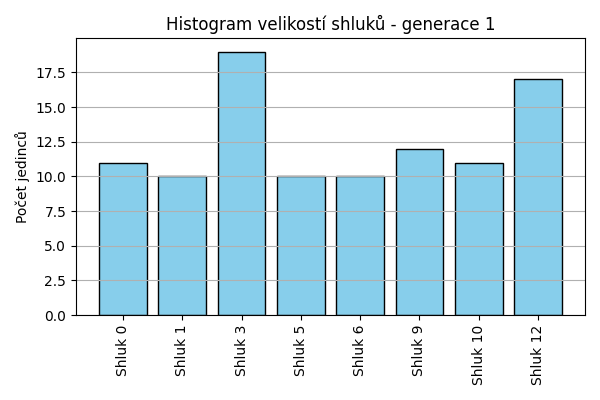 Histogram velikostí shluků - generace 1
Počet jedinců
17.5
15.0
12.5
10.0
7.5
5.0
2.5
0.0
Shluk 0
Shluk 1
Shluk 3
Shluk 5
Shluk 6
Shluk 9
Shluk 10
Shluk 12